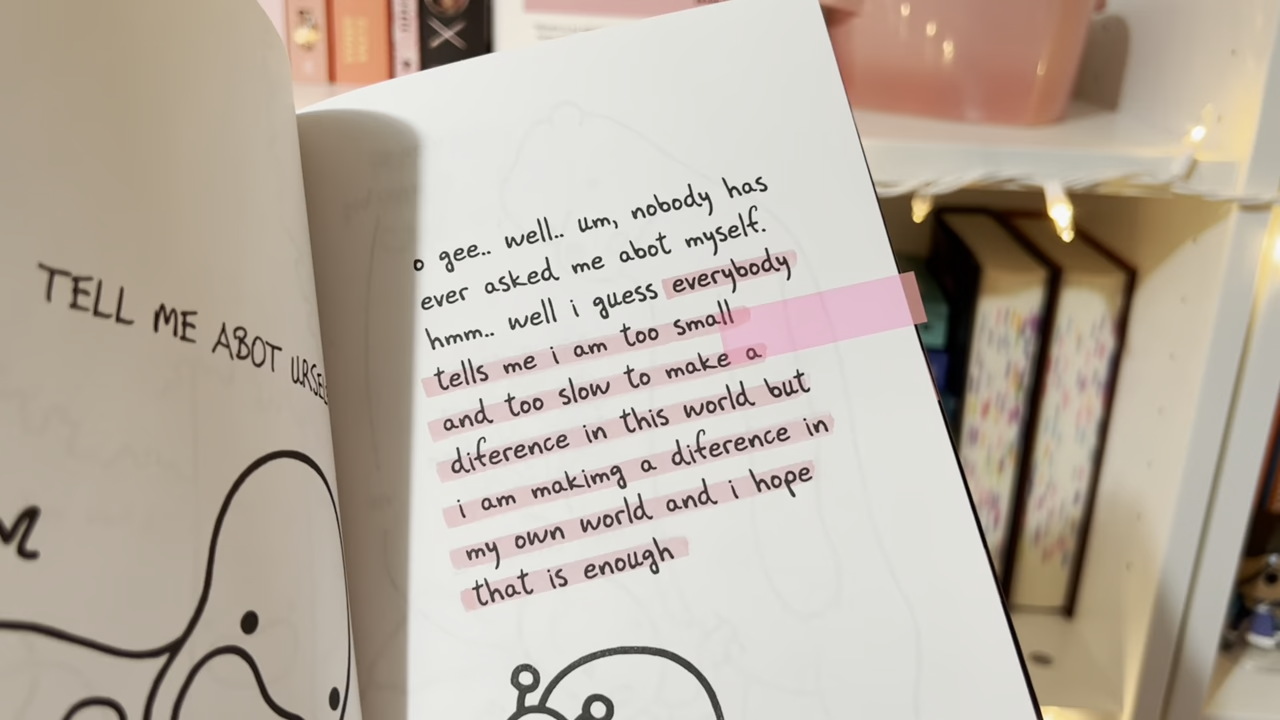 TELL ME ABOT URSEL
o gee.. well.. um, nobody has
ever asked me abot myself.
hmm.. well i guess everybody
tells me i am too small
and too slow to make a
diference in this world but
i am makimg a diference in
my own world and i hope
that is enough